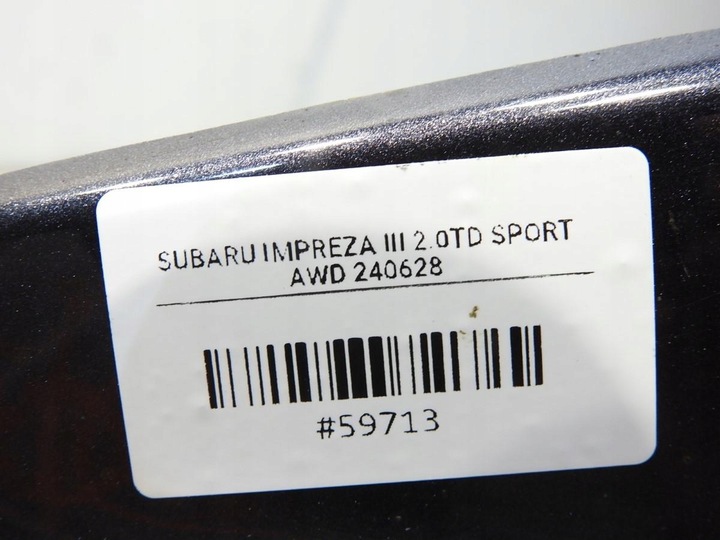 SUBARU IMPREZA III 2.0TD SPORT
AWD 240628
#59713